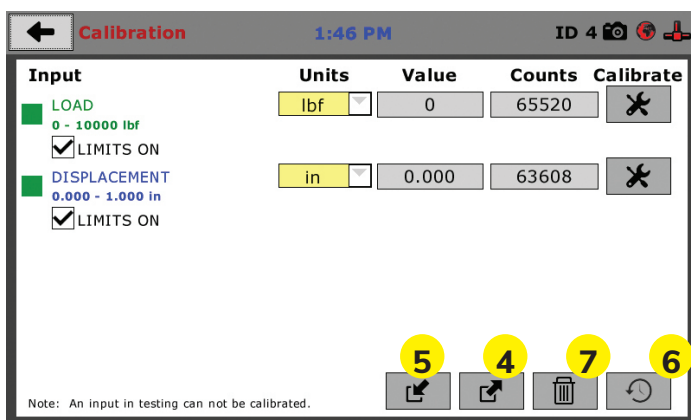 Calibration 1:46 PM ID 4
Input Units Value Counts Calibrate
LOAD lbf 0 65520
0 - 10000 lbf
LIMITS ON
DISPLACEMENT in 0.000 63608
0.000 - 1.000 in
LIMITS ON
5 4 7 6
Note: An input in testing can not be calibrated.